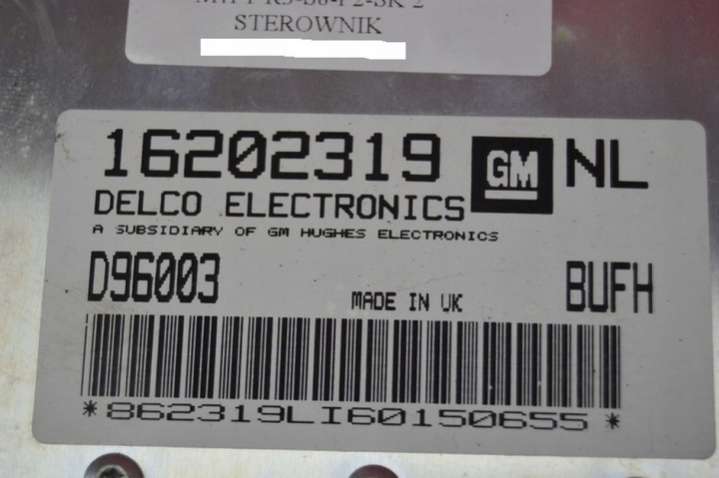 STEROWNIK
16202319 GM NL
DELCO ELECTRONICS
A SUBSIDIARY OF GM HUGHES ELECTRONICS
D96003 MADE IN UK BUFH
*862319LI60150655*